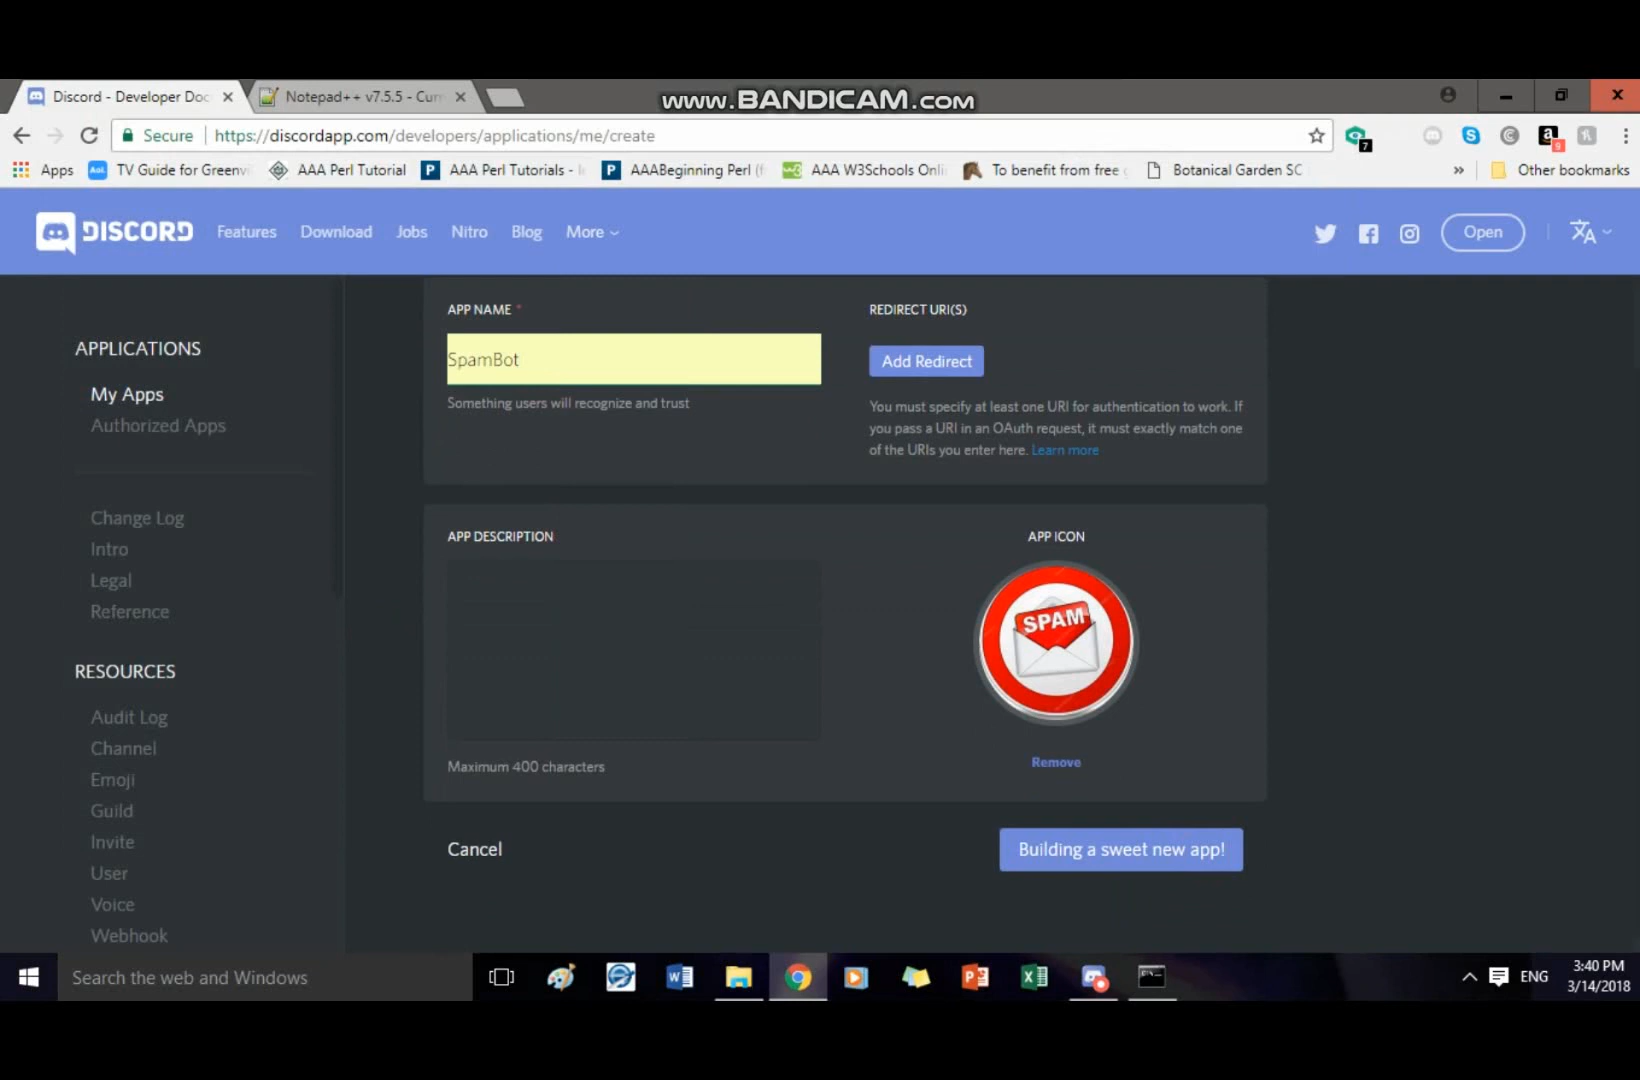 www.BANDICAM.com
Discord - Developer Doc
Notepad++ v7.5.5 - Curr
Secure
https://discordapp.com/developers/applications/me/create
7
9
Apps
Aol.
TV Guide for Greenvi
AAA Perl Tutorial
P
AAA Perl Tutorials - I
P
AAABeginning Perl (f
AAA W3Schools Onli
To benefit from free
Botanical Garden SC
»
Other bookmarks
DISCORD
Features
Download
Jobs
Nitro
Blog
More
Open
APPLICATIONS
My Apps
Authorized Apps
Change Log
Intro
Legal
Reference
RESOURCES
Audit Log
Channel
Emoji
Guild
Invite
User
Voice
Webhook
APP NAME *
SpamBot
Something users will recognize and trust
REDIRECT URI(S)
Add Redirect
You must specify at least one URI for authentication to work. If
you pass a URI in an OAuth request, it must exactly match one
of the URIs you enter here. Learn more
APP DESCRIPTION
Maximum 400 characters
APP ICON
SPAM
Remove
Cancel
Building a sweet new app!
Search the web and Windows
ENG
3:40 PM
3/14/2018